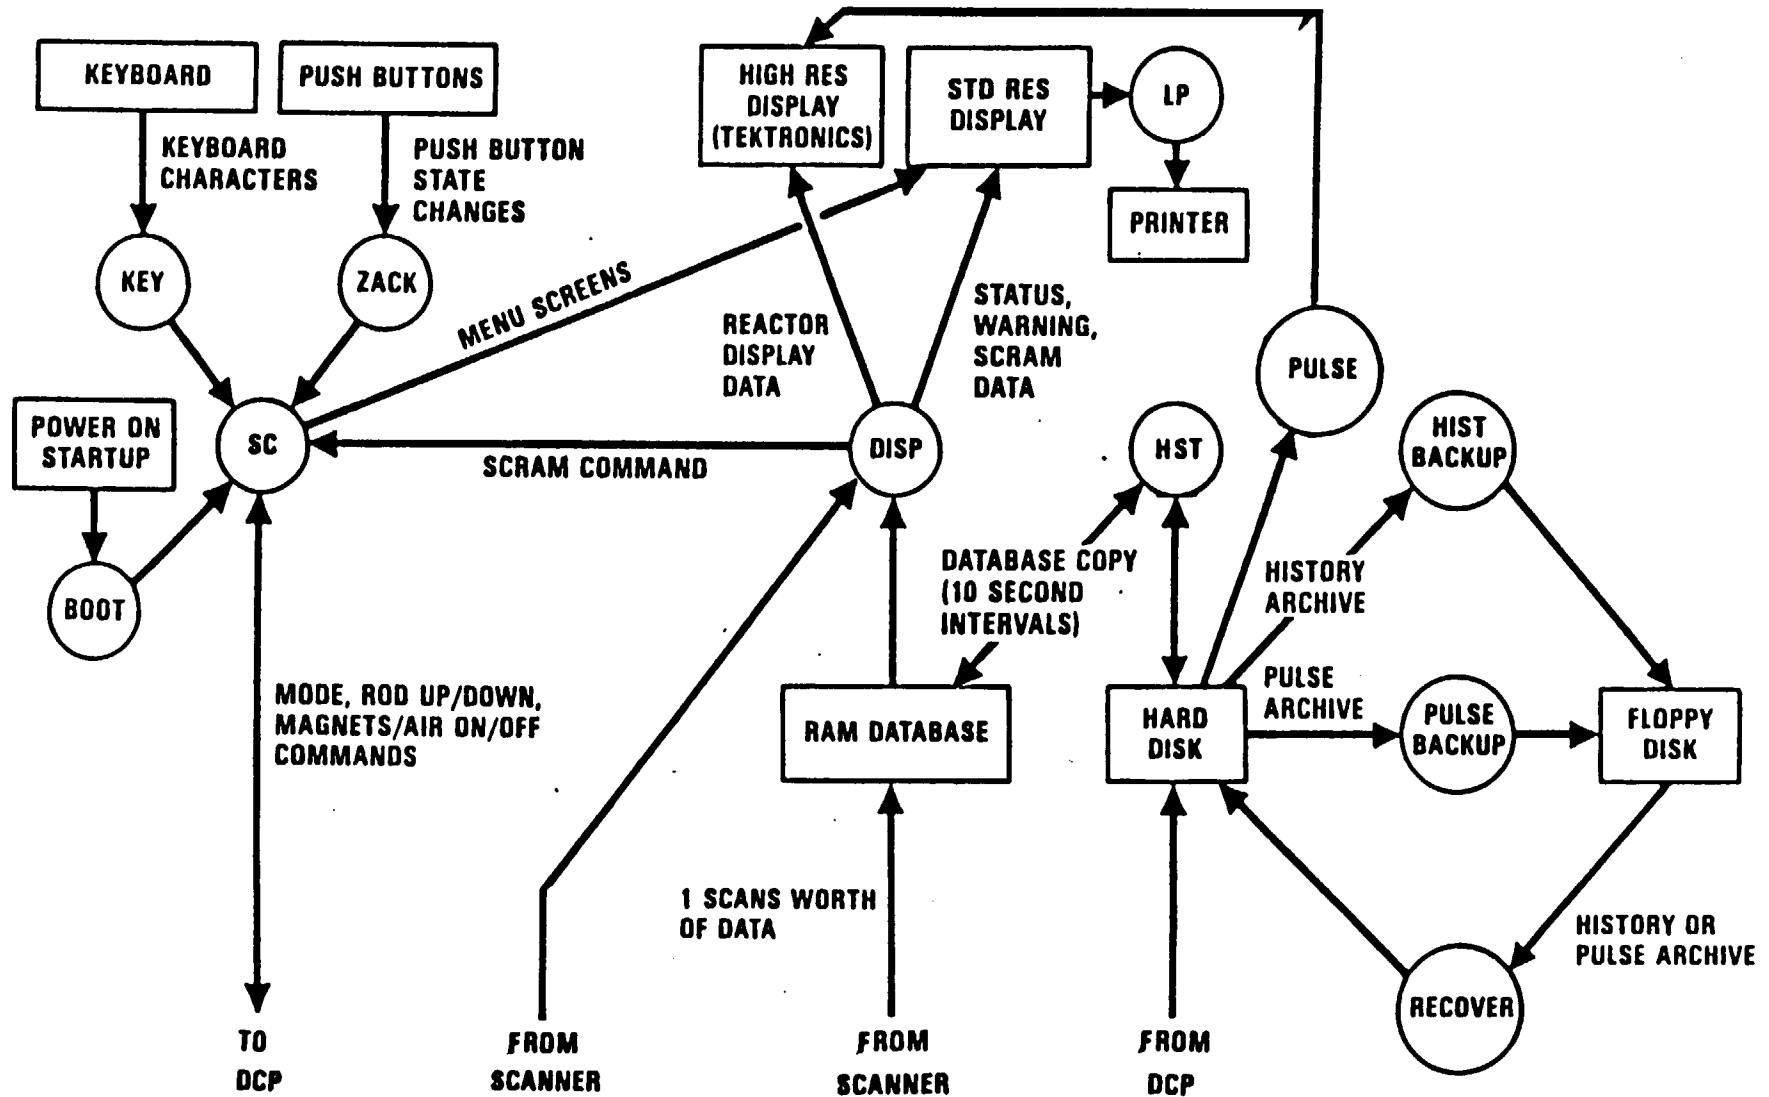 KEYBOARD
PUSH BUTTONS
HIGH RES
DISPLAY
(TEKTRONICS)
STD RES
DISPLAY
LP
KEYBOARD
CHARACTERS
PUSH BUTTON
STATE
CHANGES
PRINTER
KEY
ZACK
MENU SCREENS
REACTOR
DISPLAY
DATA
STATUS,
WARNING,
SCRAM
DATA
PULSE
POWER ON
STARTUP
SC
SCRAM COMMAND
DISP
HST
HIST
BACKUP
BOOT
DATABASE COPY
(10 SECOND
INTERVALS)
HISTORY
ARCHIVE
MODE, ROD UP/DOWN,
MAGNETS/AIR ON/OFF
COMMANDS
RAM DATABASE
HARD
DISK
PULSE
ARCHIVE
PULSE
BACKUP
FLOPPY
DISK
1 SCANS WORTH
OF DATA
HISTORY OR
PULSE ARCHIVE
RECOVER
TO
DCP
FROM
SCANNER
FROM
SCANNER
FROM
DCP